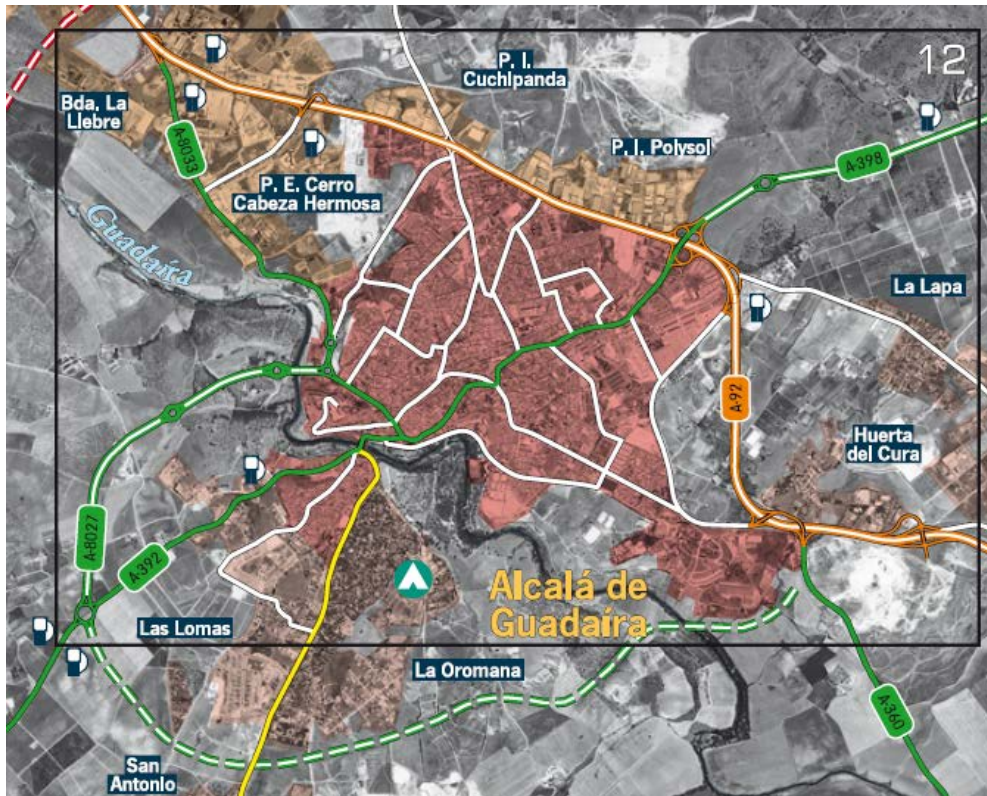 12
P. I.
Cuchipanda
Bda. La
Llebre
P. I. Polysol
A-8033
A-398
P. E. Cerro
Cabeza Hermosa
Guadaíra
La Lapa
A-92
Huerta
del Cura
A-8027
A-392
Alcalá de
Guadaíra
Las Lomas
La Oromana
A-360
San
Antonio